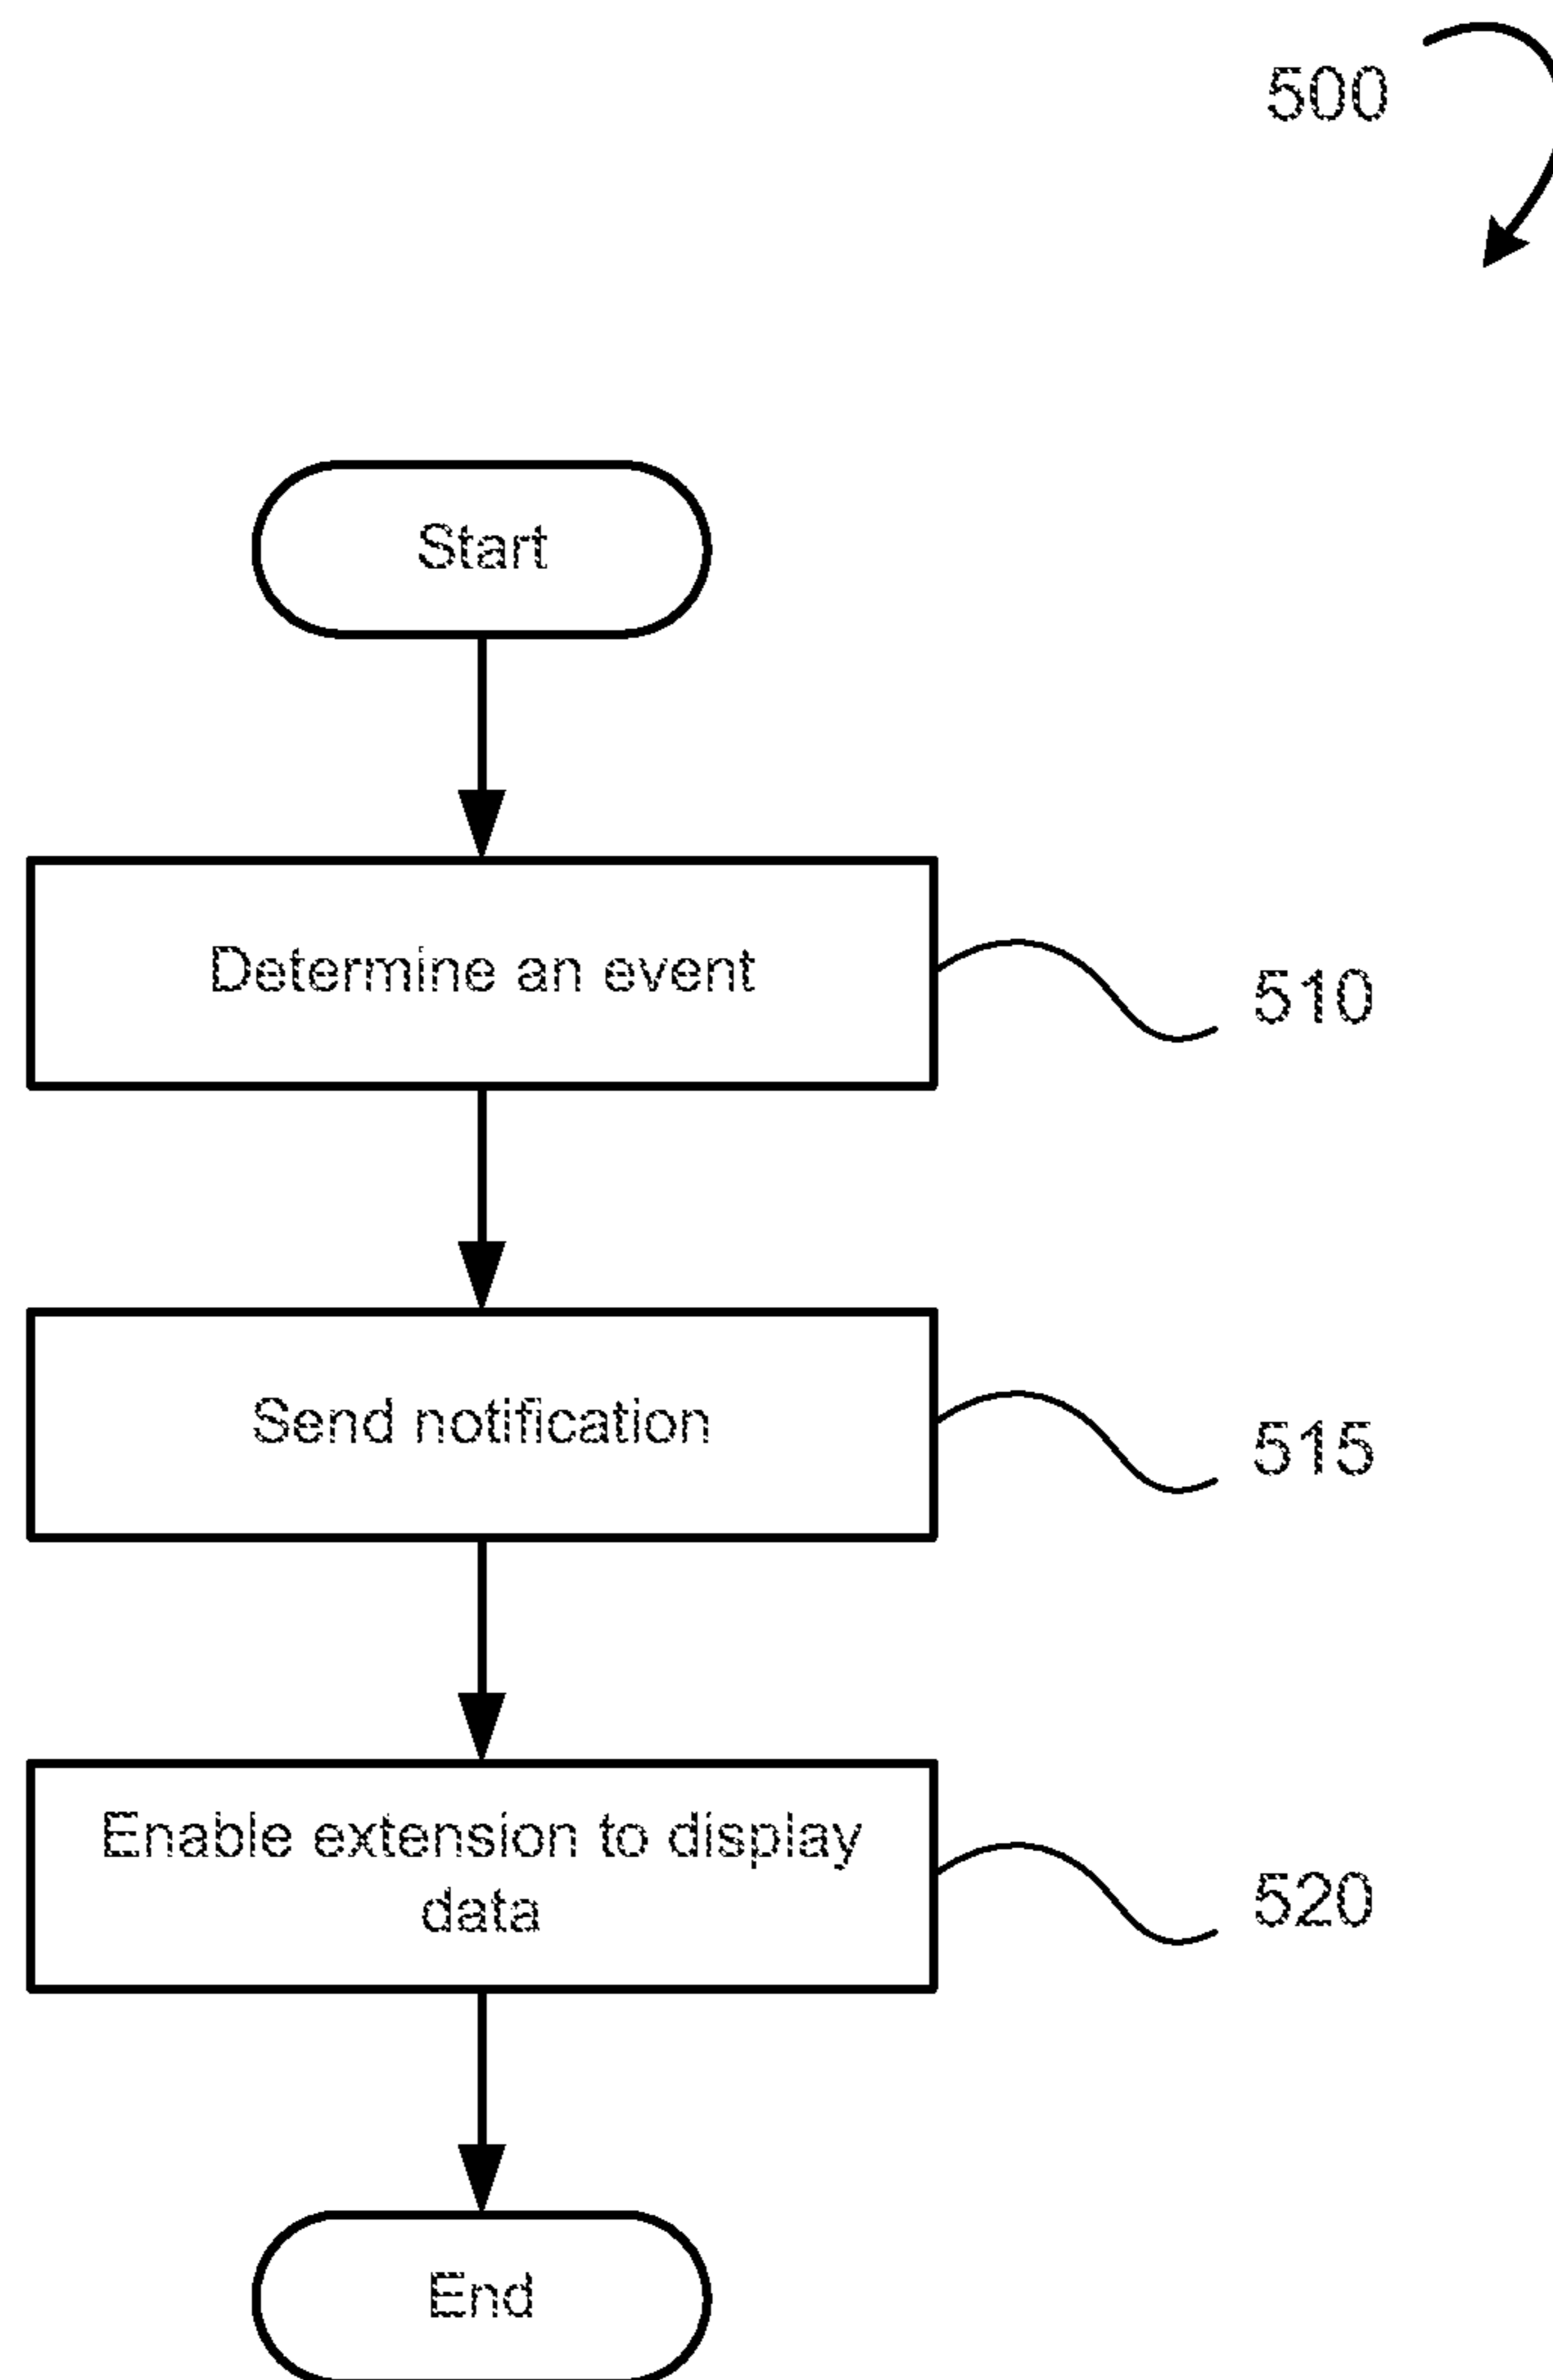 500
Start
Determine an event
510
Send notification
515
Enable extension to display
data
520
End